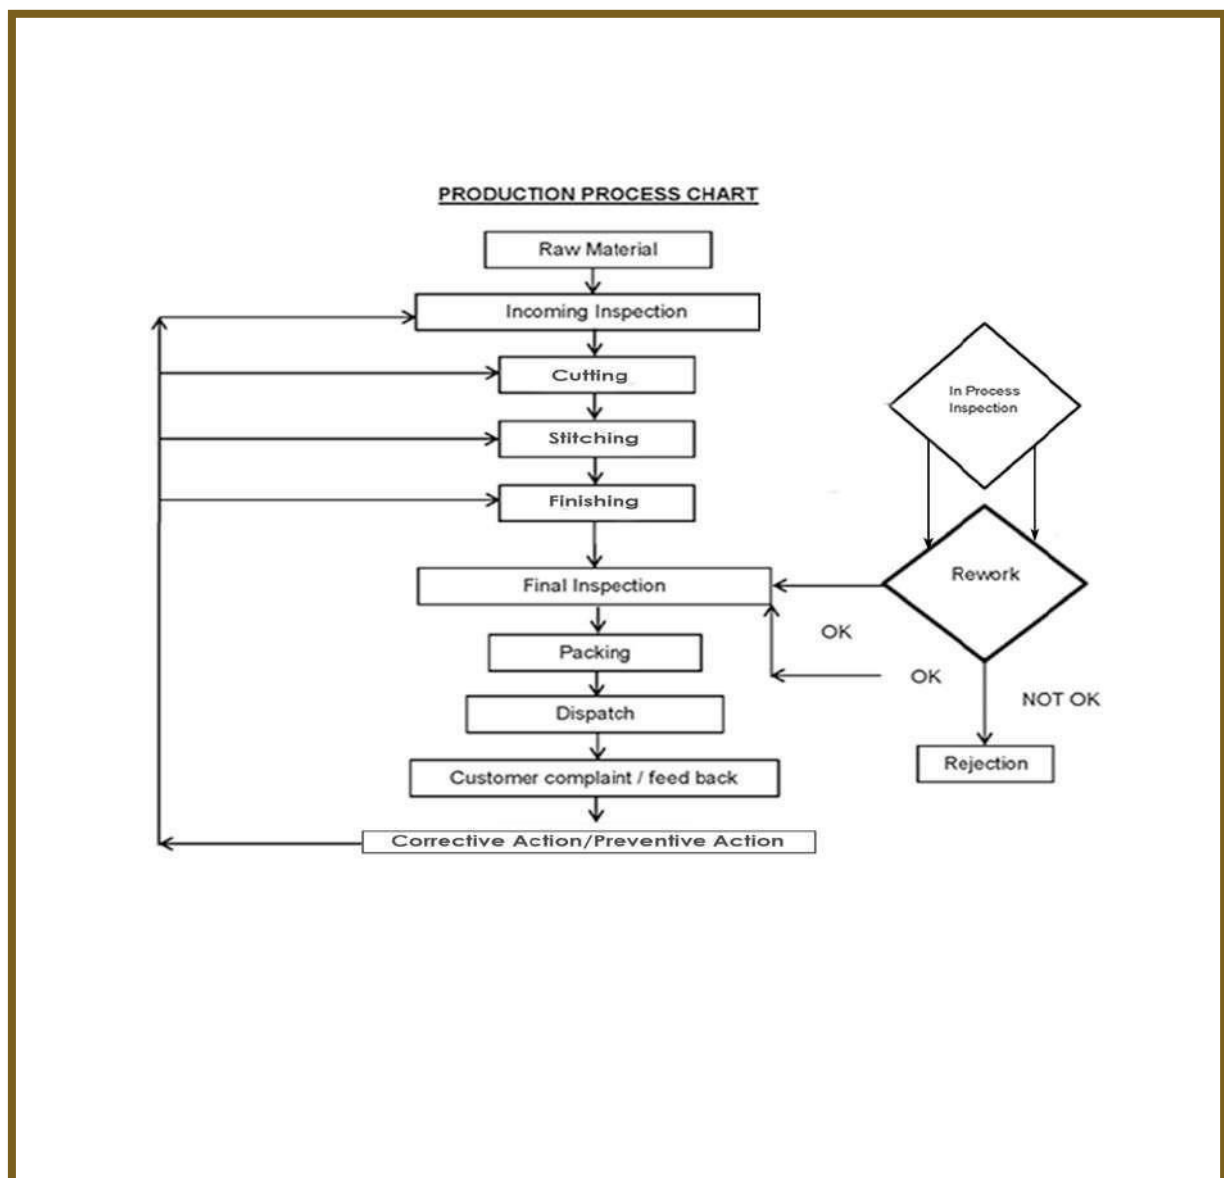 PRODUCTION PROCESS CHART
Raw Material
Incoming Inspection
Cutting
Stitching
Finishing
Final Inspection
Packing
Dispatch
Customer complaint / feed back
Corrective Action/Preventive Action
In Process
Inspection
Rework
OK
OK
NOT OK
Rejection